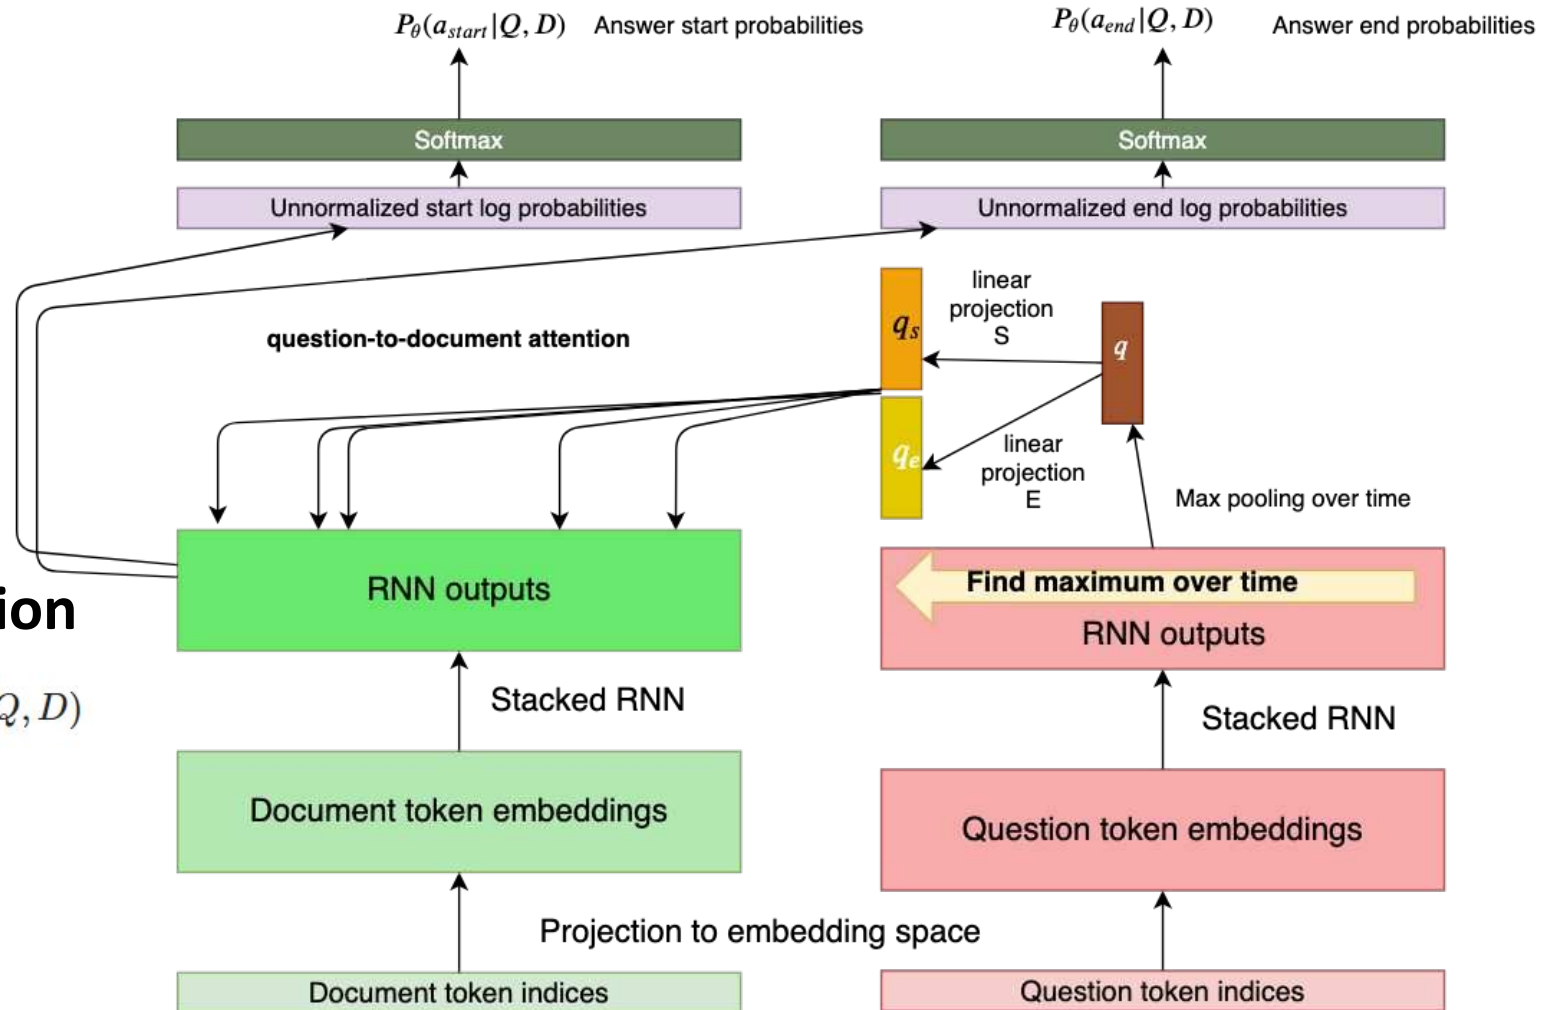 P_θ(a_start|Q, D) Answer start probabilities
P_θ(a_end|Q, D) Answer end probabilities
Softmax
Softmax
Unnormalized start log probabilities
Unnormalized end log probabilities
question-to-document attention
q_s
linear
projection
S
q
q_e
linear
projection
E
Max pooling over time
RNN outputs
Find maximum over time
RNN outputs
ion
Q, D)
Stacked RNN
Stacked RNN
Document token embeddings
Question token embeddings
Projection to embedding space
Document token indices
Question token indices